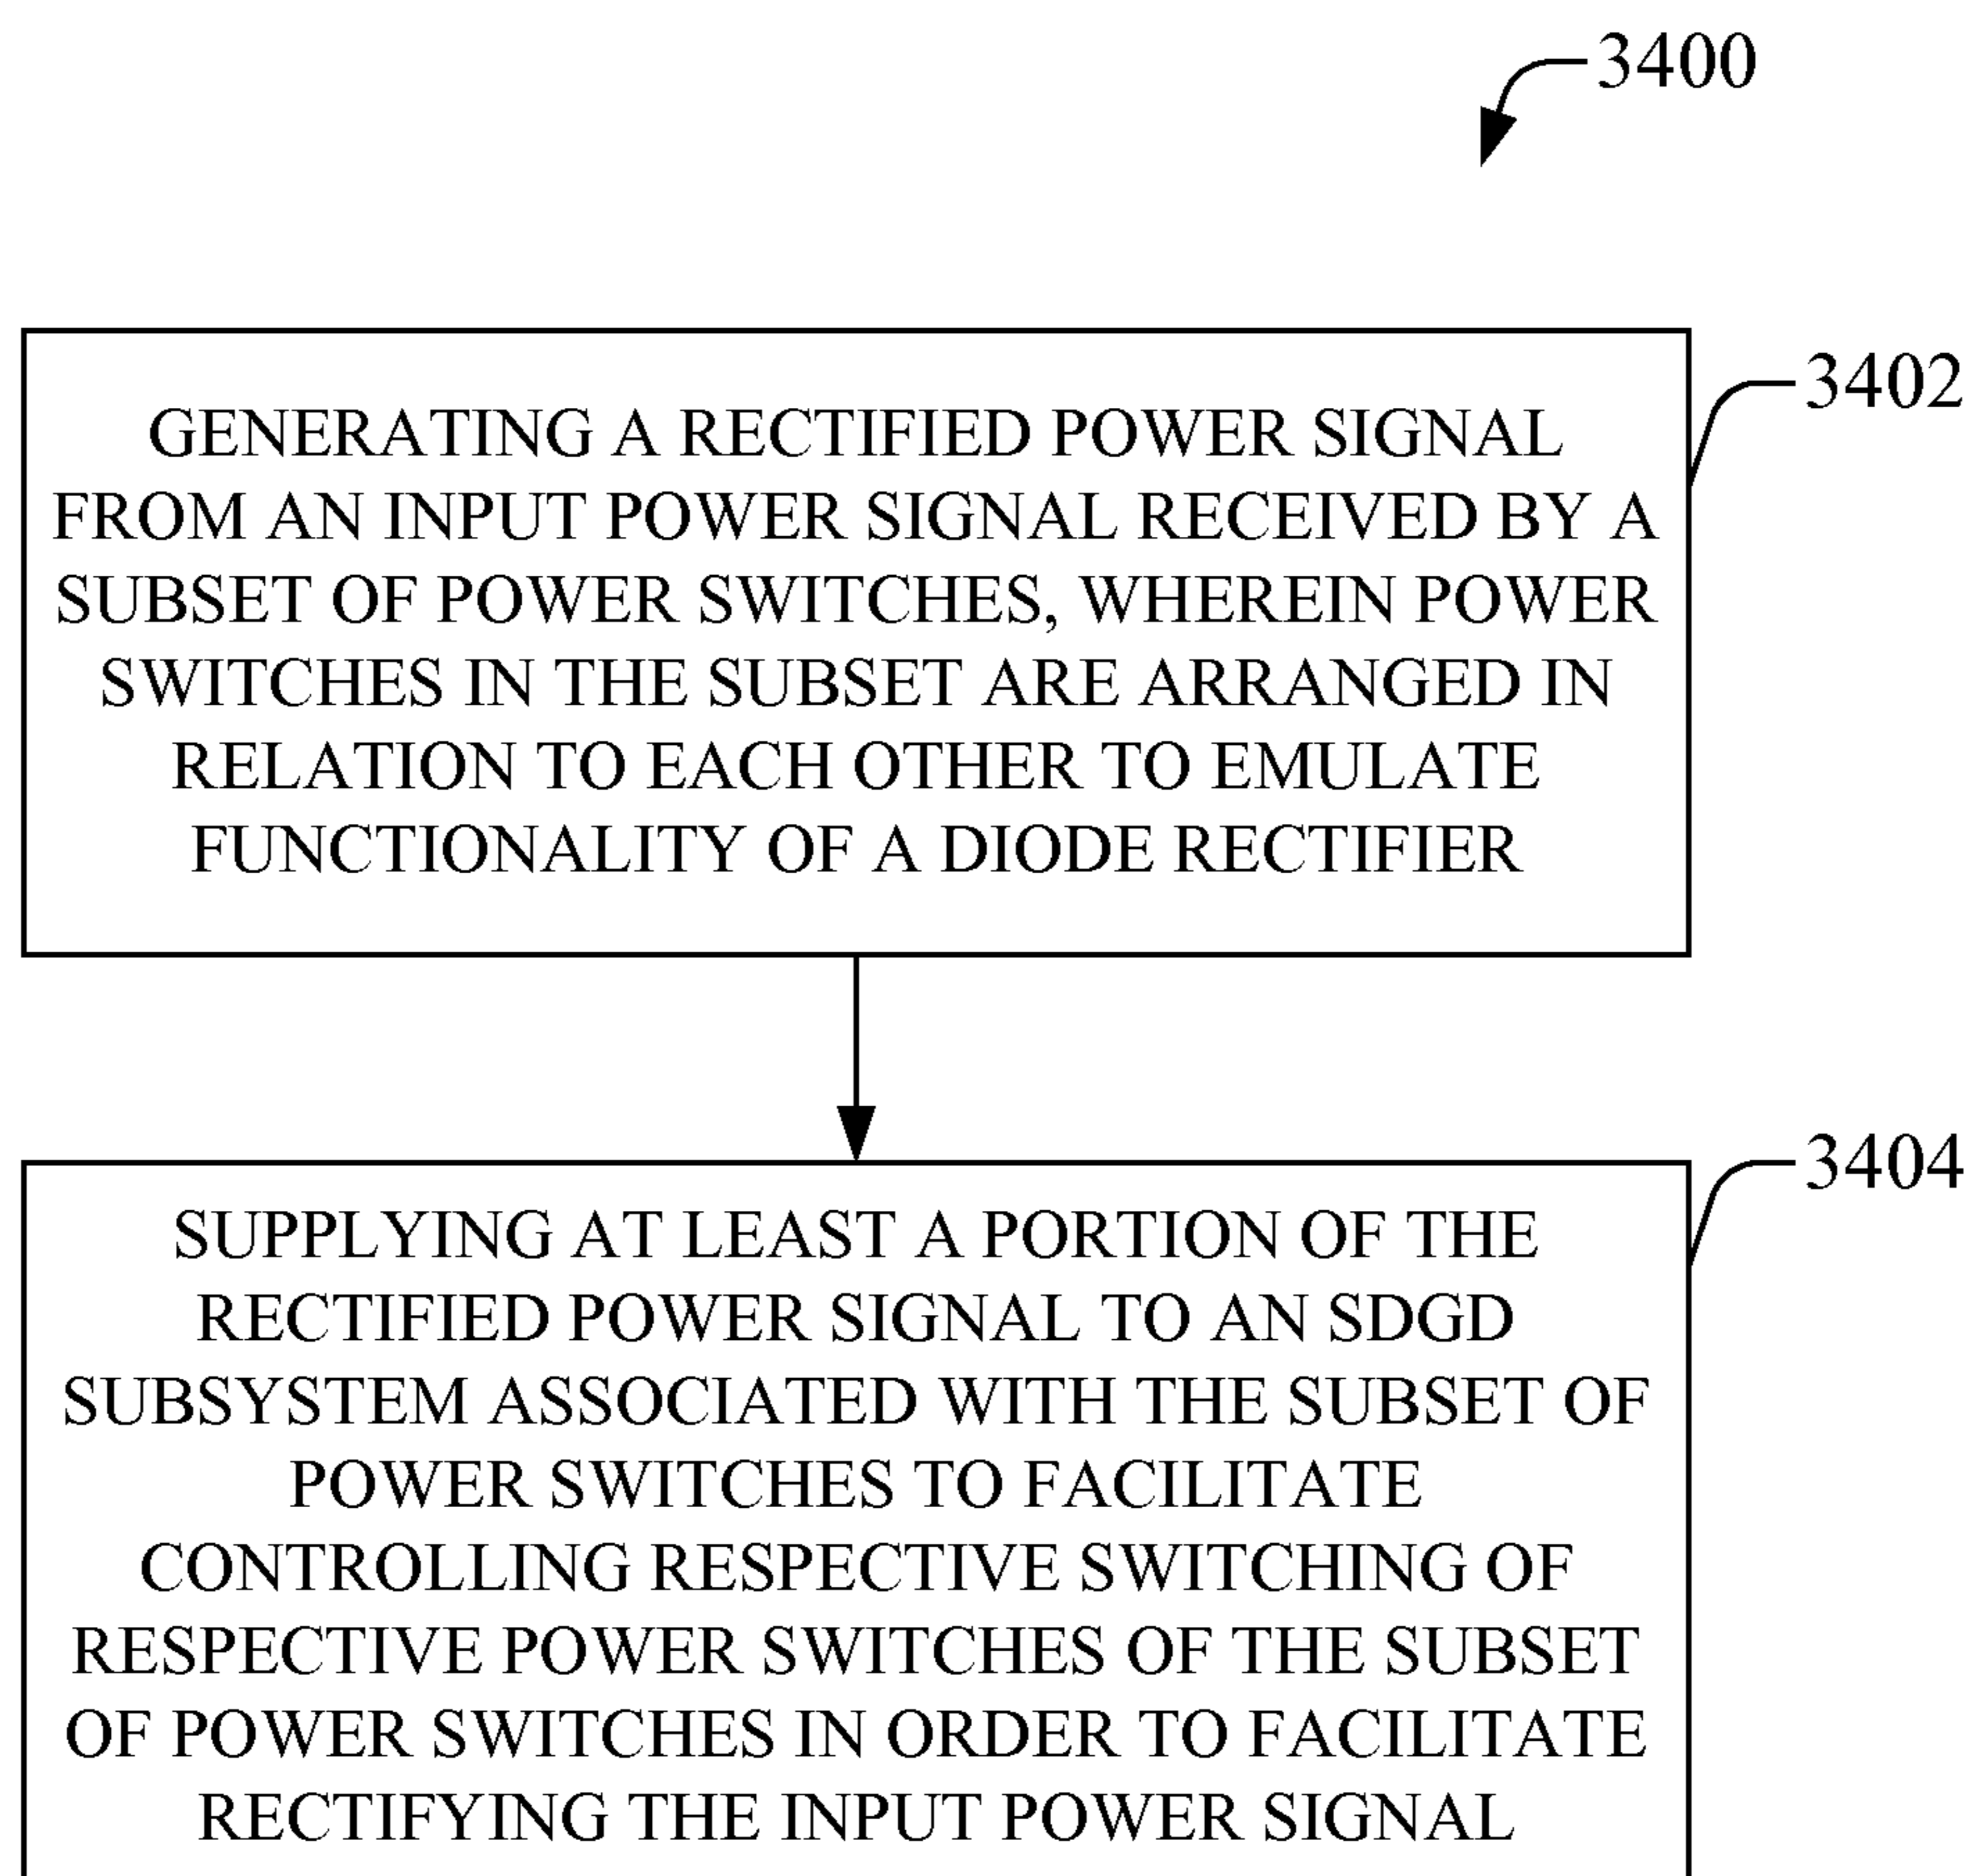 3400
3402
GENERATING A RECTIFIED POWER SIGNAL
FROM AN INPUT POWER SIGNAL RECEIVED BY A
SUBSET OF POWER SWITCHES, WHEREIN POWER
SWITCHES IN THE SUBSET ARE ARRANGED IN
RELATION TO EACH OTHER TO EMULATE
FUNCTIONALITY OF A DIODE RECTIFIER
3404
SUPPLYING AT LEAST A PORTION OF THE
RECTIFIED POWER SIGNAL TO AN SDGD
SUBSYSTEM ASSOCIATED WITH THE SUBSET OF
POWER SWITCHES TO FACILITATE
CONTROLLING RESPECTIVE SWITCHING OF
RESPECTIVE POWER SWITCHES OF THE SUBSET
OF POWER SWITCHES IN ORDER TO FACILITATE
RECTIFYING THE INPUT POWER SIGNAL